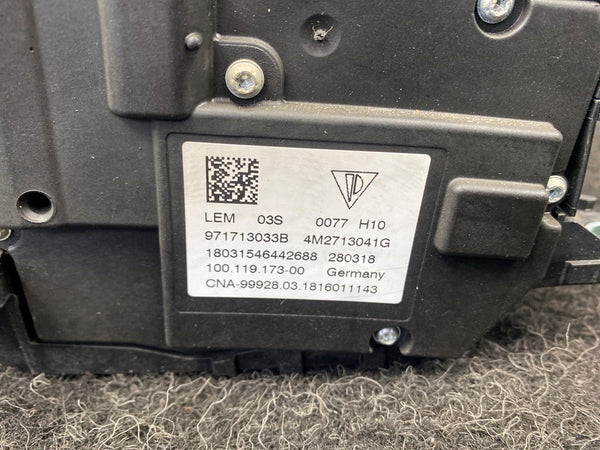 LEM 03S 0077 H10
971713033B 4M2713041G
18031546442688 280318
100.119.173-00 Germany
CNA-99928.03.1816011143